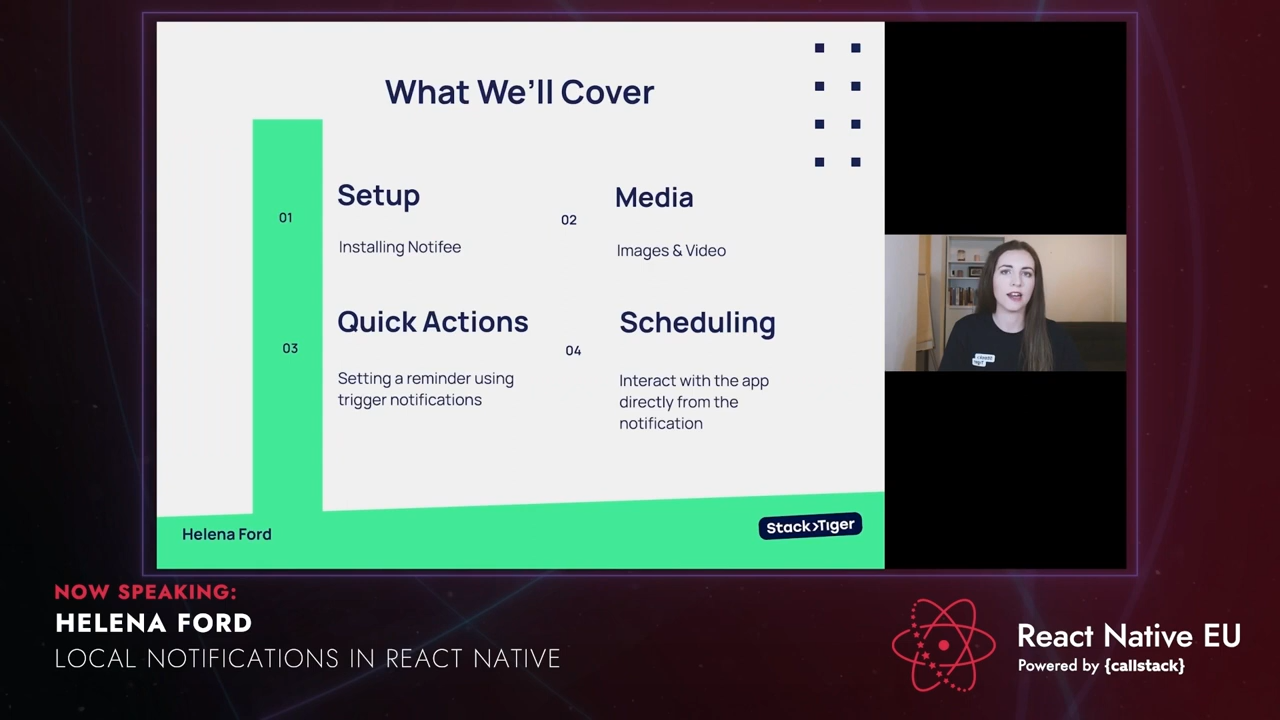 What We'll Cover
01
Setup
Installing Notifee
02
Media
Images & Video
03
Quick Actions
Setting a reminder using
trigger notifications
04
Scheduling
Interact with the app
directly from the
notification
Helena Ford
Stack>Tiger
NOW SPEAKING:
HELENA FORD
LOCAL NOTIFICATIONS IN REACT NATIVE
React Native EU
Powered by {callstack}